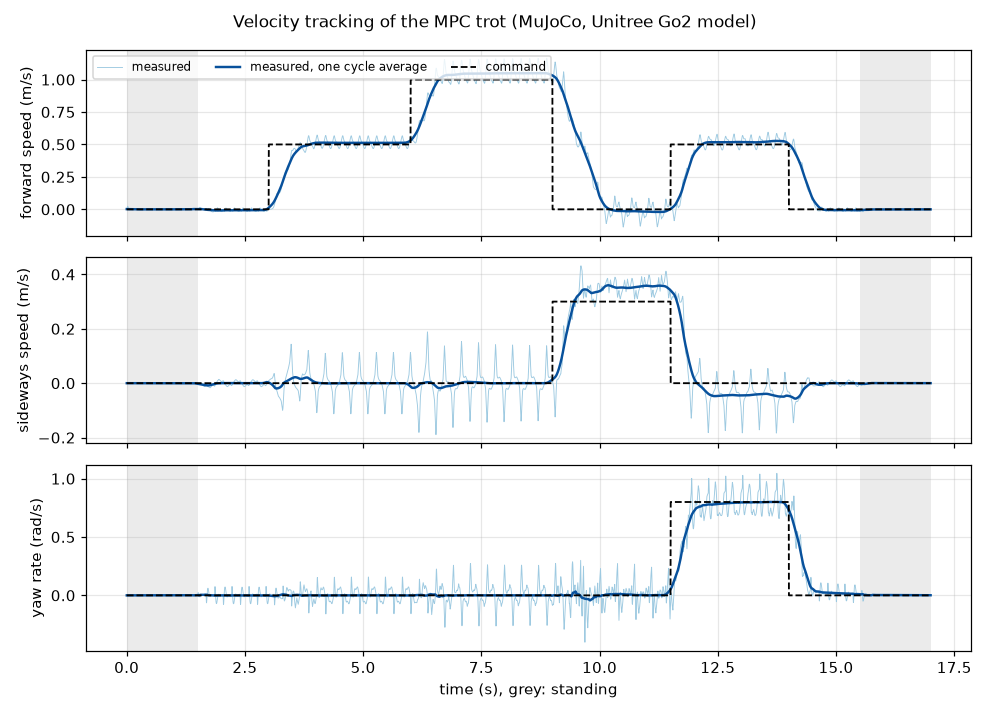 Velocity tracking of the MPC trot (MuJoCo, Unitree Go2 model)
measured
measured, one cycle average
command
forward speed (m/s)
1.00
0.75
0.50
0.25
0.00
sideways speed (m/s)
0.4
0.2
0.0
−0.2
yaw rate (rad/s)
1.0
0.5
0.0
0.0 2.5 5.0 7.5 10.0 12.5 15.0 17.5
time (s), grey: standing